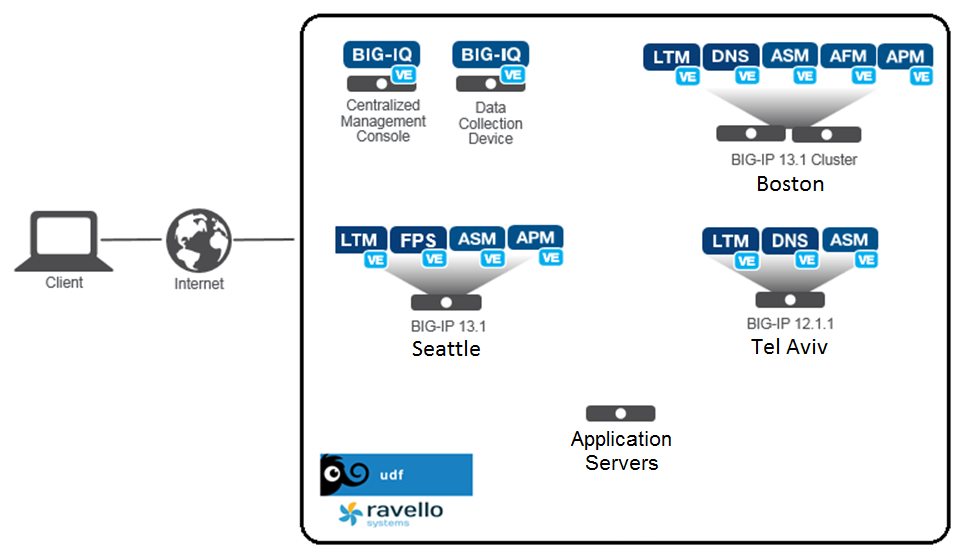 BIG-IQ
VE
Centralized
Management
Console
BIG-IQ
VE
Data
Collection
Device
LTM
VE
DNS
VE
ASM
VE
AFM
VE
APM
VE
BIG-IP 13.1 Cluster
Boston
Client
Internet
LTM
VE
FPS
VE
ASM
VE
APM
VE
BIG-IP 13.1
Seattle
LTM
VE
DNS
VE
ASM
VE
BIG-IP 12.1.1
Tel Aviv
Application
Servers
udf
ravello
systems